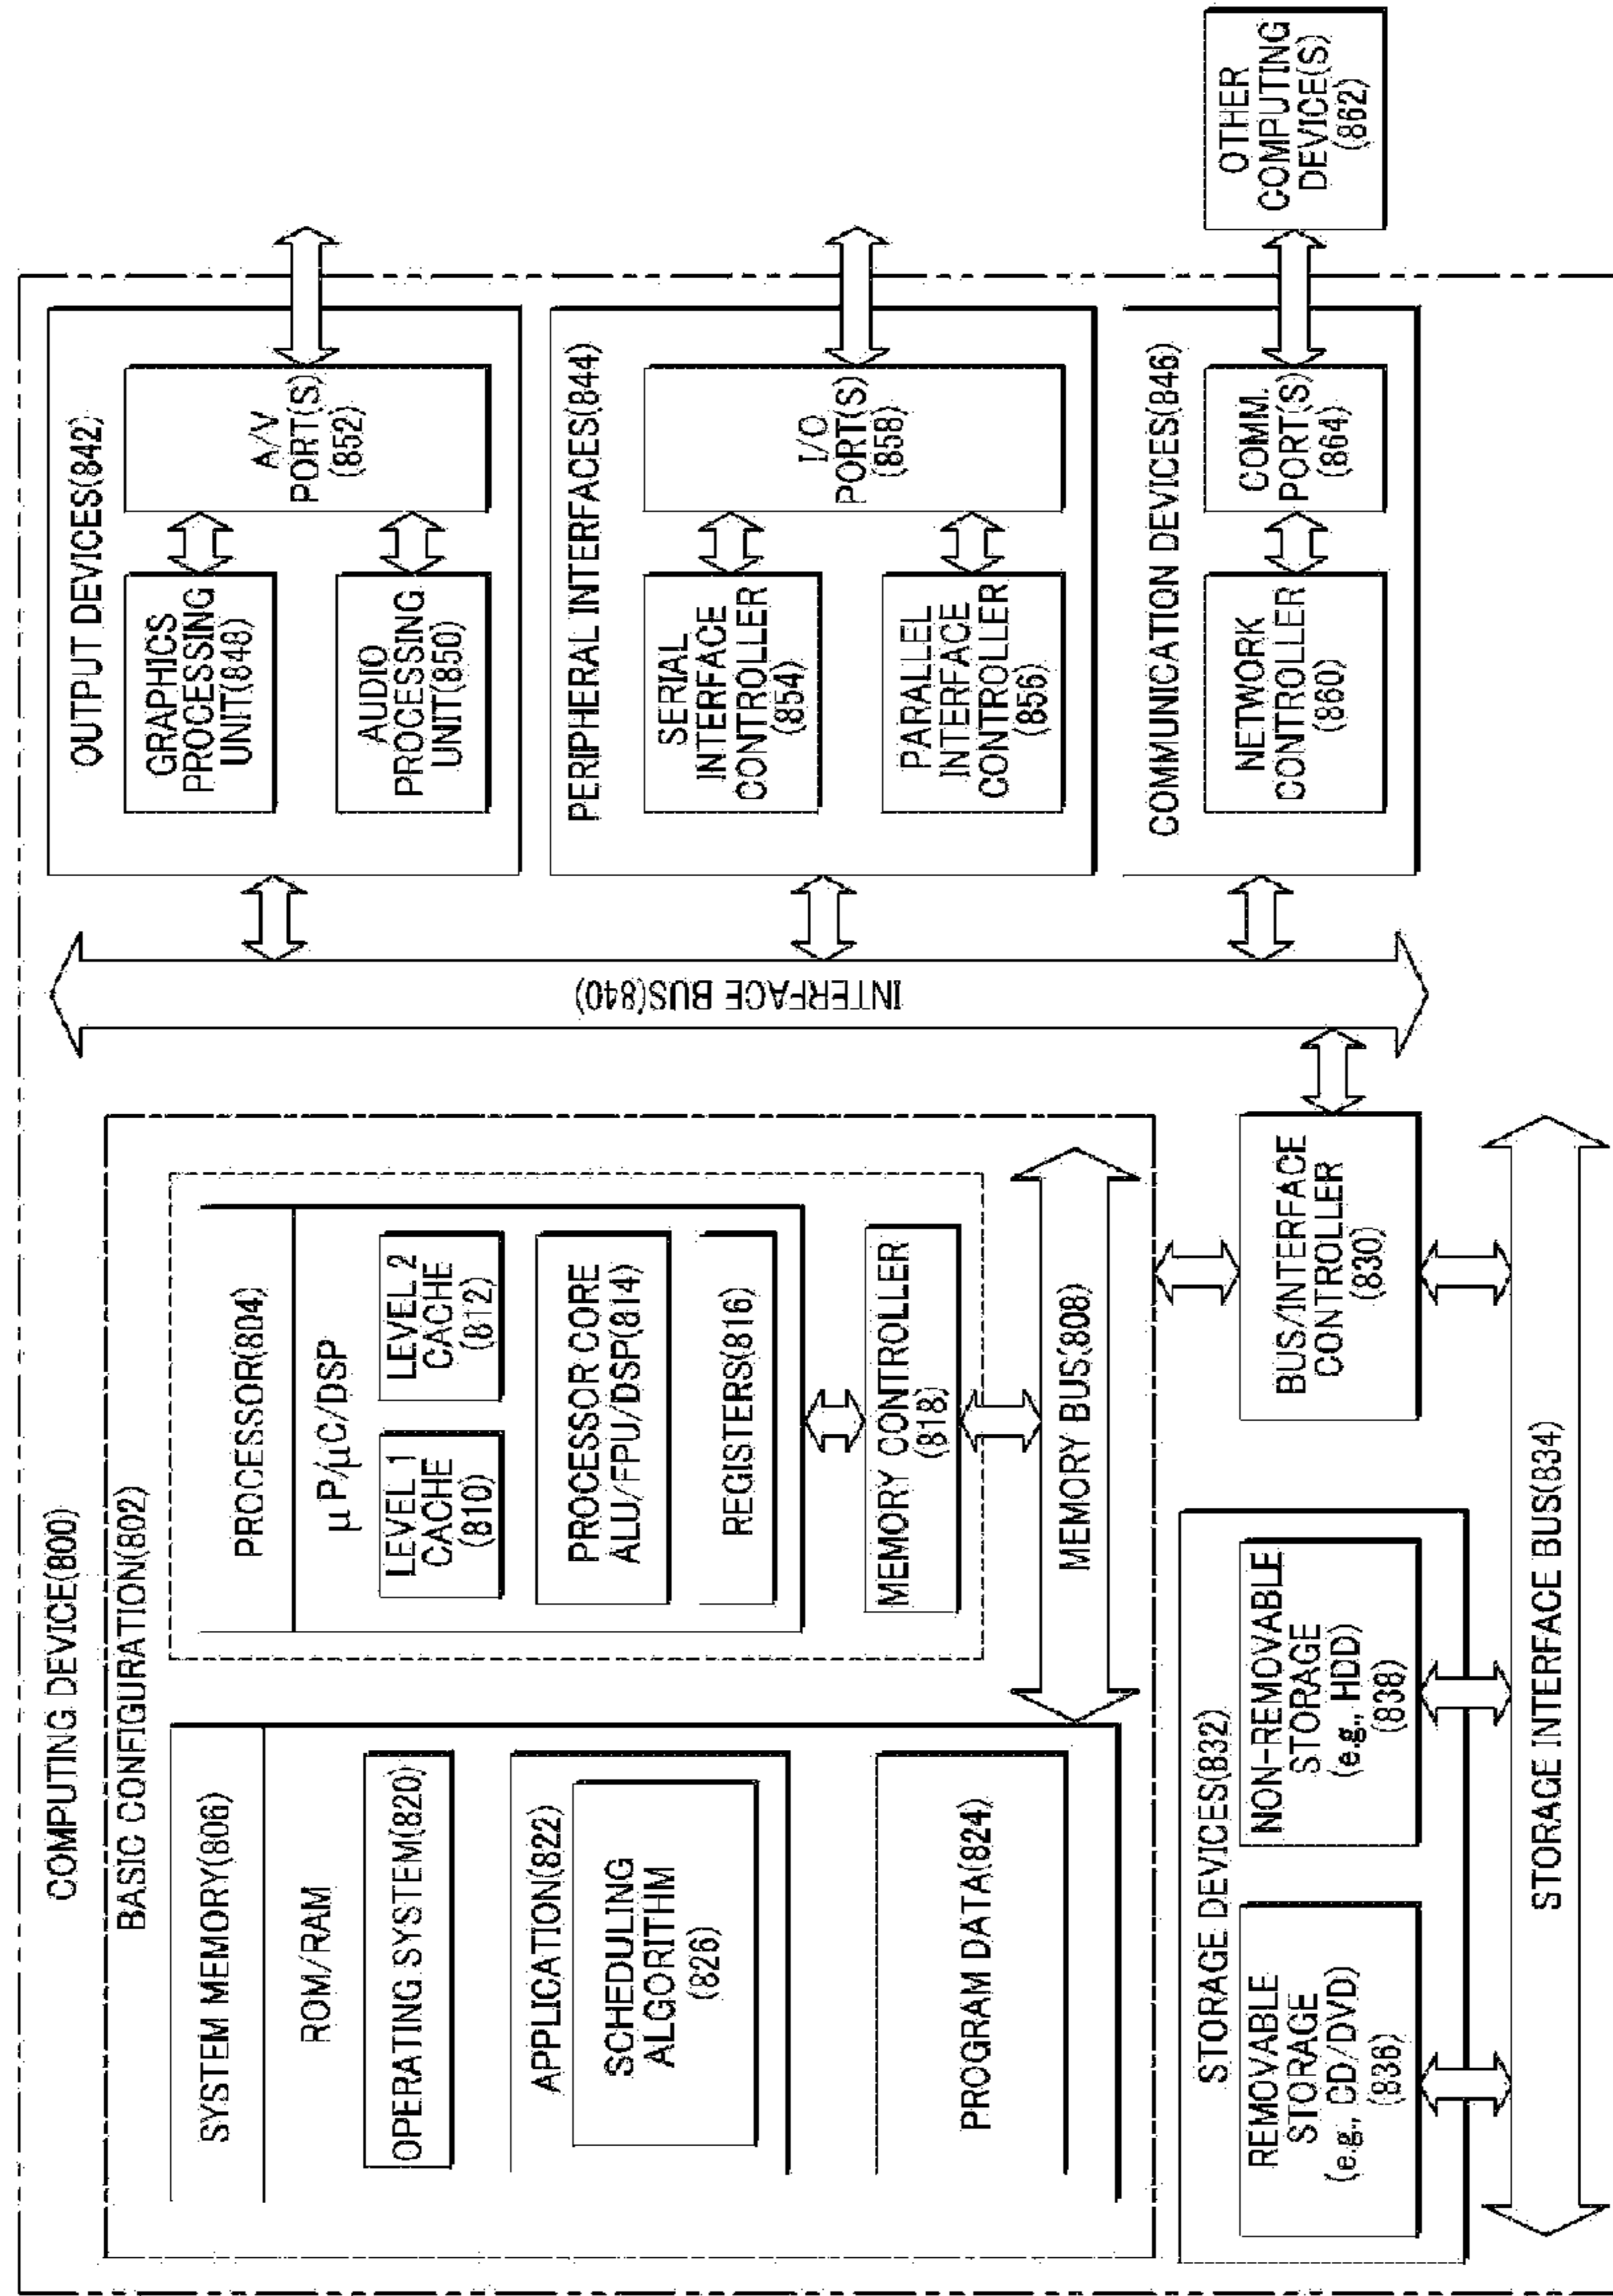 COMPUTING DEVICE(800)
BASIC CONFIGURATION(802)
SYSTEM MEMORY(806)
ROM/RAM
OPERATING SYSTEM(820)
APPLICATION(822)
SCHEDULING
ALGORITHM
(826)
PROGRAM DATA(824)
PROCESSOR(804)
μP/μC/DSP
LEVEL 1
CACHE
(810)
LEVEL 2
CACHE
(812)
PROCESSOR CORE
ALU/FPU/DSP(814)
REGISTERS(816)
MEMORY CONTROLLER
(818)
MEMORY BUS(808)
BUS/INTERFACE
CONTROLLER
(830)
STORAGE DEVICES(832)
REMOVABLE
STORAGE
(e.g., CD/DVD)
(836)
NON-REMOVABLE
STORAGE
(e.g., HDD)
(838)
STORAGE INTERFACE BUS(834)
INTERFACE BUS(840)
OUTPUT DEVICES(842)
GRAPHICS
PROCESSING
UNIT(848)
AUDIO
PROCESSING
UNIT(850)
A/V
PORT(S)
(852)
PERIPHERAL INTERFACES(844)
SERIAL
INTERFACE
CONTROLLER
(854)
PARALLEL
INTERFACE
CONTROLLER
(856)
I/O
PORT(S)
(858)
COMMUNICATION DEVICES(846)
NETWORK
CONTROLLER
(860)
COMM.
PORT(S)
(864)
OTHER
COMPUTING
DEVICE(S)
(862)